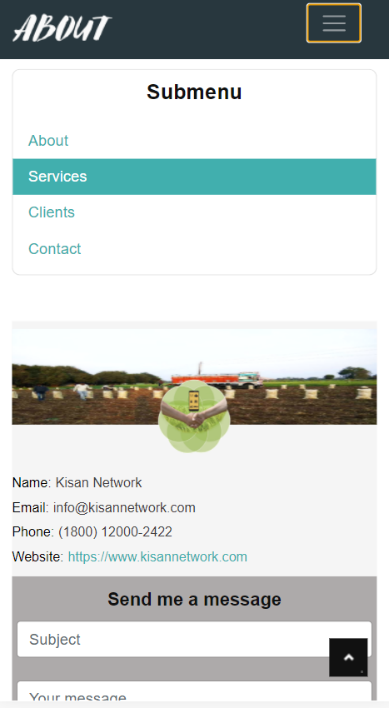 ABOUT
Submenu
About
Services
Clients
Contact
Name: Kisan Network
Email: info@kisannetwork.com
Phone: (1800) 12000-2422
Website: https://www.kisannetwork.com
Send me a message
Subject
Your message